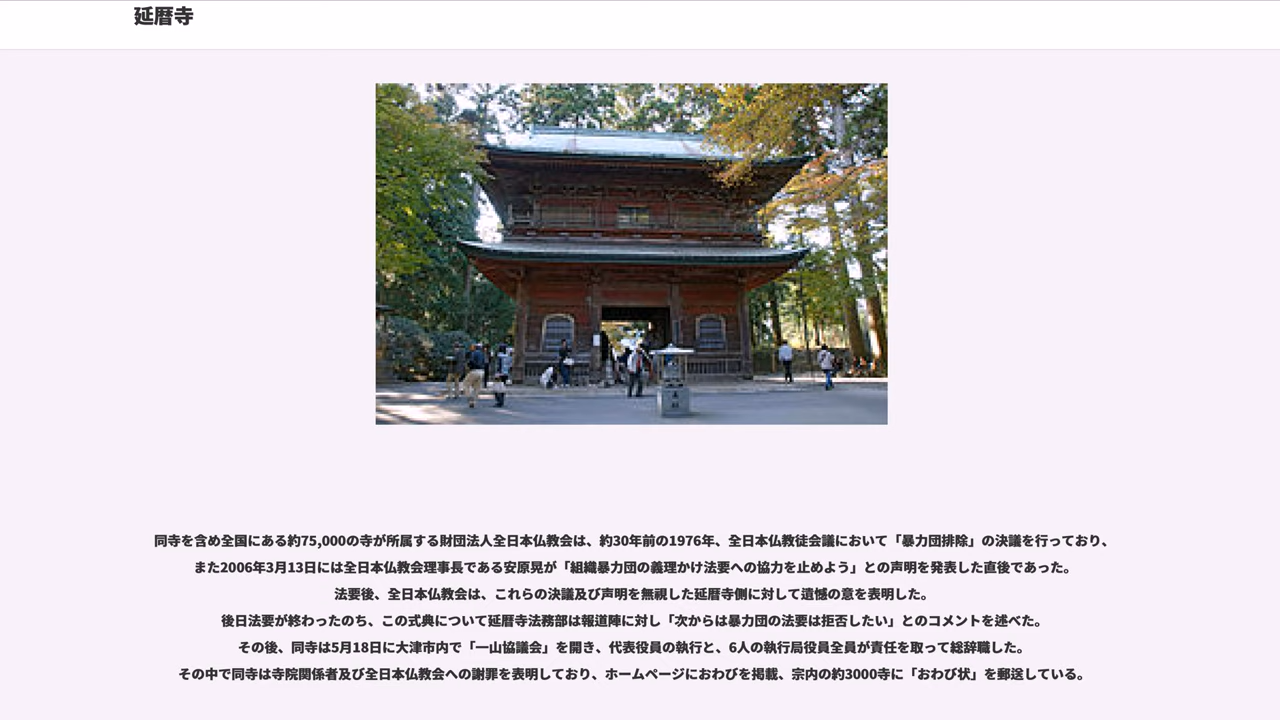 延暦寺
同寺を含め全国にある約75,000の寺が所属する財団法人全日本仏教会は、約30年前の1976年、全日本仏教徒会議において「暴力団排除」の決議を行っており、
また2006年3月13日には全日本仏教会理事長である安原晃が「組織暴力団の義理かけ法要への協力を止めよう」との声明を発表した直後であった。
法要後、全日本仏教会は、これらの決議及び声明を無視した延暦寺側に対して遺憾の意を表明した。
後日法要が終わったのち、この式典について延暦寺法務部は報道陣に対し「次からは暴力団の法要は拒否したい」とのコメントを述べた。
その後、同寺は5月18日に大津市内で「一山協議会」を開き、代表役員の執行と、6人の執行局役員全員が責任を取って総辞職した。
その中で同寺は寺院関係者及び全日本仏教会への謝罪を表明しており、ホームページにおわびを掲載、宗内の約3000寺に「おわび状」を郵送している。